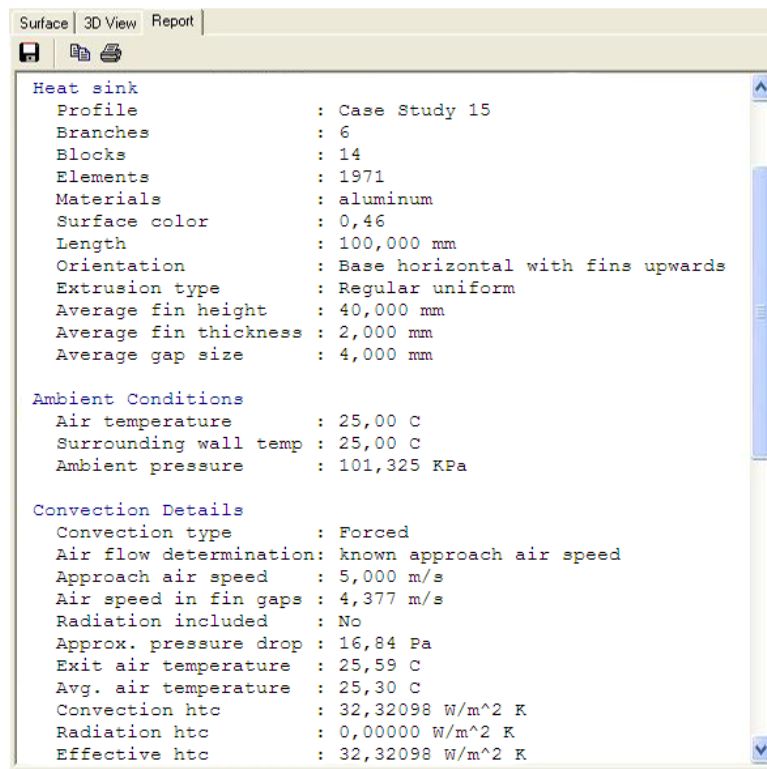 Surface 3D View Report
Heat sink
Profile : Case Study 15
Branches : 6
Blocks : 14
Elements : 1971
Materials : aluminum
Surface color : 0,46
Length : 100,000 mm
Orientation : Base horizontal with fins upwards
Extrusion type : Regular uniform
Average fin height : 40,000 mm
Average fin thickness : 2,000 mm
Average gap size : 4,000 mm
Ambient Conditions
Air temperature : 25,00 C
Surrounding wall temp : 25,00 C
Ambient pressure : 101,325 KPa
Convection Details
Convection type : Forced
Air flow determination: known approach air speed
Approach air speed : 5,000 m/s
Air speed in fin gaps : 4,377 m/s
Radiation included : No
Approx. pressure drop : 16,84 Pa
Exit air temperature : 25,59 C
Avg. air temperature : 25,30 C
Convection htc : 32,32098 W/m^2 K
Radiation htc : 0,00000 W/m^2 K
Effective htc : 32,32098 W/m^2 K